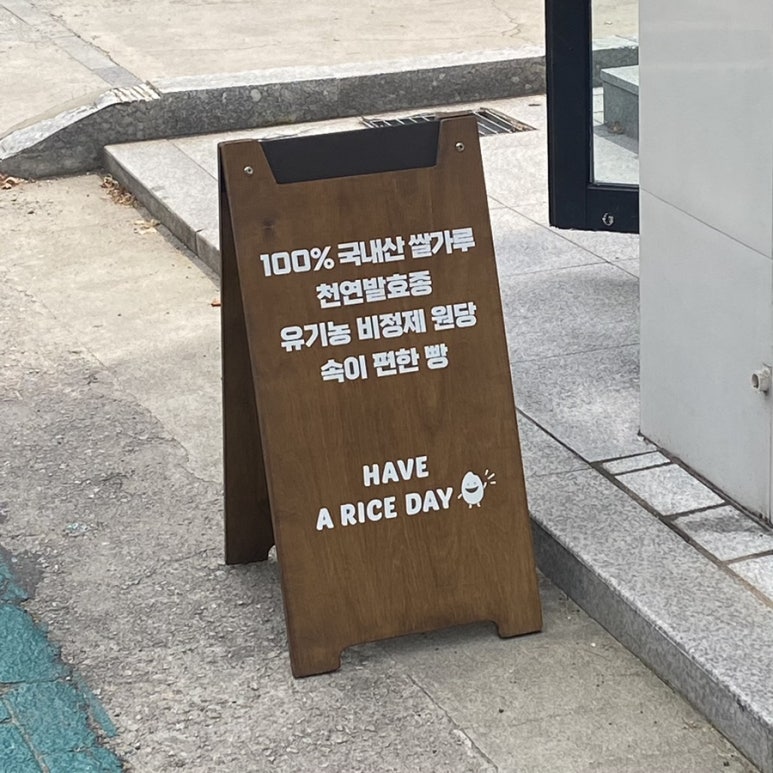 100% 국내산 쌀가루
천연발효종
유기농 비정제 원당
속이 편한 빵
HAVE
A RICE DAY